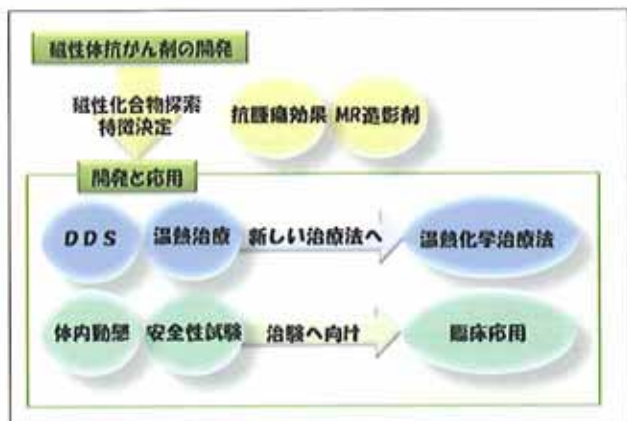 磁性体抗がん剤の開発
磁性化合物探索
特徴決定
抗腫瘍効果 MR造影剤
開発と応用
DDS 温熱治療 新しい治療法へ 温熱化学治療法
体内動態 安全性試験 治験へ向け 臨床応用